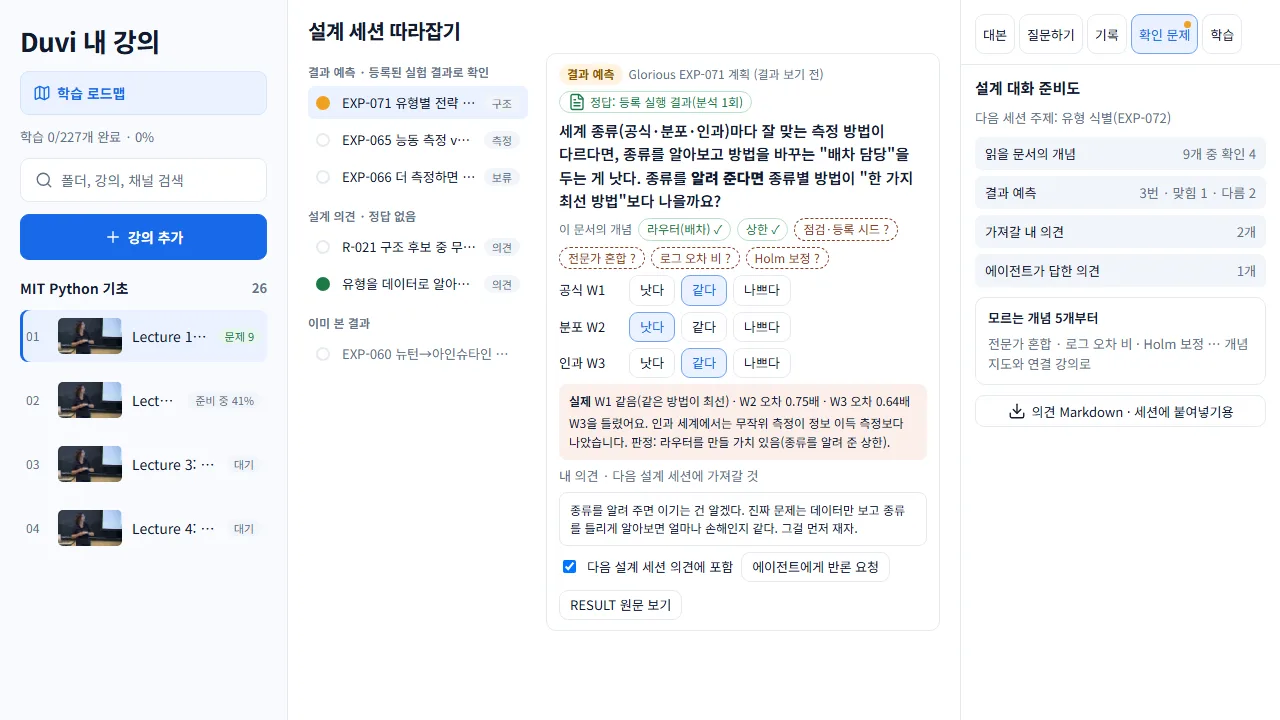 Duvi 내 강의
학습 로드맵
학습 0/227개 완료 · 0%
폴더, 강의, 채널 검색
+ 강의 추가
MIT Python 기초 26
01 Lecture 1··· 문제 9
02 Lect··· 준비 중 41%
03 Lecture 3: ··· 대기
04 Lecture 4: ··· 대기
설계 세션 따라잡기
결과 예측 · 등록된 실험 결과로 확인
EXP-071 유형별 전략 ··· 구조
EXP-065 능동 측정 v··· 측정
EXP-066 더 측정하면 ··· 보류
설계 의견 · 정답 없음
R-021 구조 후보 중 무··· 의견
유형을 데이터로 알아··· 의견
이미 본 결과
EXP-060 뉴턴→아인슈타인 ···
결과 예측 Glorious EXP-071 계획 (결과 보기 전)
정답: 등록 실행 결과(분석 1회)
세계 종류(공식·분포·인과)마다 잘 맞는 측정 방법이
다르다면, 종류를 알아보고 방법을 바꾸는 "배차 담당"을
두는 게 낫다. 종류를 알려 준다면 종류별 방법이 "한 가지
최선 방법"보다 나을까요?
이 문서의 개념 라우터(배차) ✓ 상한 ✓ 점검·등록 시드 ?
전문가 혼합 ? 로그 오차 비 ? Holm 보정 ?
공식 W1 낫다 같다 나쁘다
분포 W2 낫다 같다 나쁘다
인과 W3 낫다 같다 나쁘다
실제 W1 같음(같은 방법이 최선) · W2 오차 0.75배 · W3 오차 0.64배
W3을 틀렸어요. 인과 세계에서는 무작위 측정이 정보 이득 측정보다
나았습니다. 판정: 라우터를 만들 가치 있음(종류를 알려 준 상한).
내 의견 · 다음 설계 세션에 가져갈 것
종류를 알려 주면 이기는 건 알겠다. 진짜 문제는 데이터만 보고 종류
를 틀리게 알아보면 얼마나 손해인지 같다. 그걸 먼저 재자.
다음 설계 세션 의견에 포함 에이전트에게 반론 요청
RESULT 원문 보기
대본 질문하기 기록 확인 문제 학습
설계 대화 준비도
다음 세션 주제: 유형 식별(EXP-072)
읽을 문서의 개념 9개 중 확인 4
결과 예측 3번 · 맞힘 1 · 다름 2
가져갈 내 의견 2개
에이전트가 답한 의견 1개
모르는 개념 5개부터
전문가 혼합 · 로그 오차 비 · Holm 보정 ··· 개념
지도와 연결 강의로
의견 Markdown · 세션에 붙여넣기용